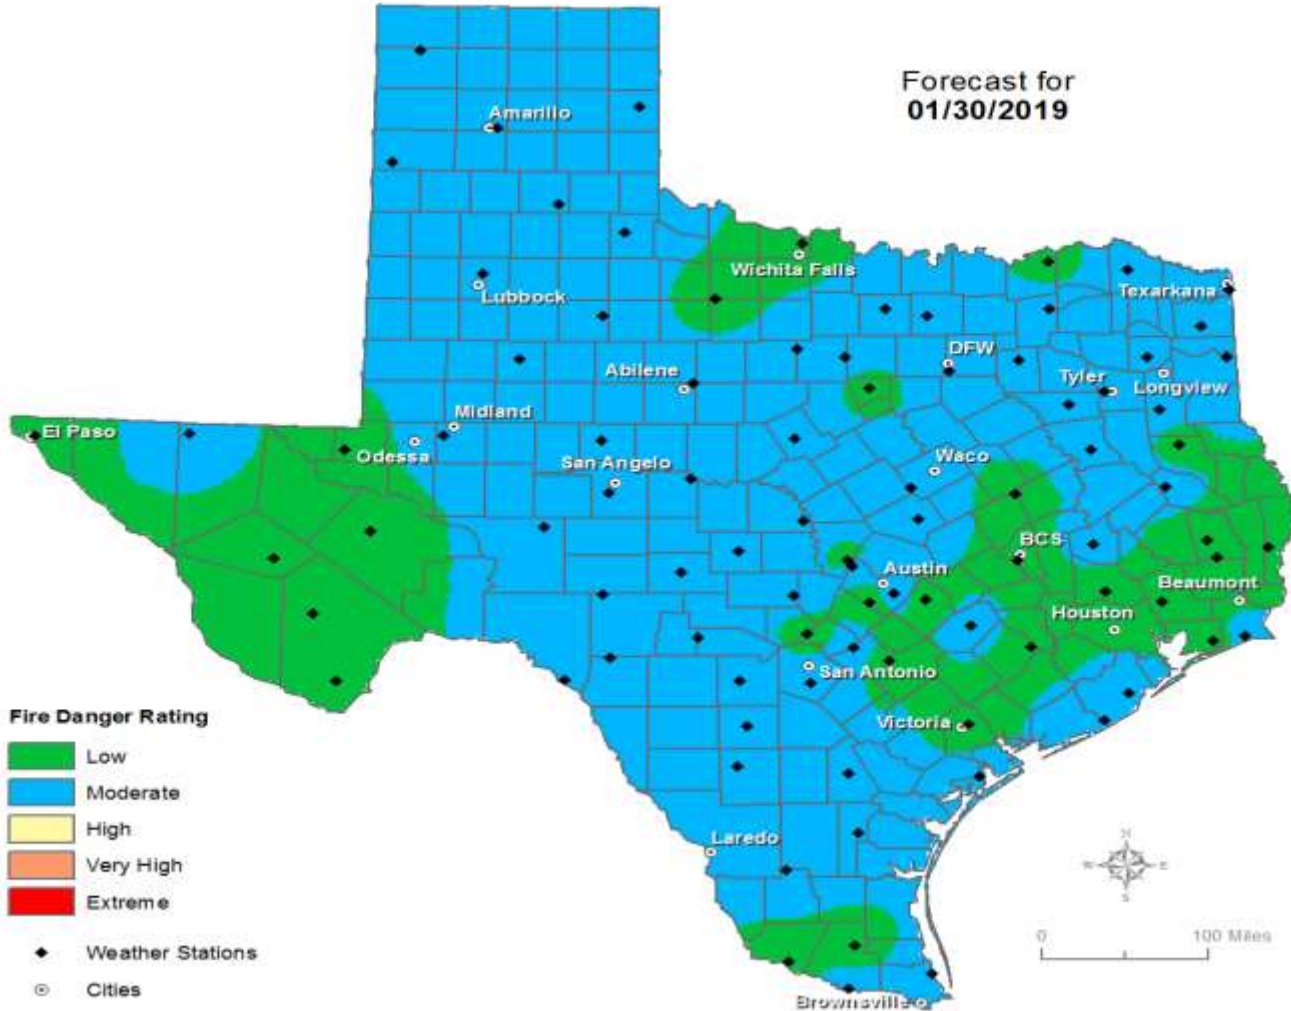 Forecast for
01/30/2019
Amarillo
Wichita Falls
Lubbock
Texarkana
DFW
Abilene
Tyler
Longview
Midland
El Paso
Odessa
San Angelo
Waco
BCS
Austin
Beaumont
Houston
San Antonio
Victoria
Laredo
Brownsville
Fire Danger Rating
Low
Moderate
High
Very High
Extreme
Weather Stations
Cities
N
W E
S
0 100 Miles